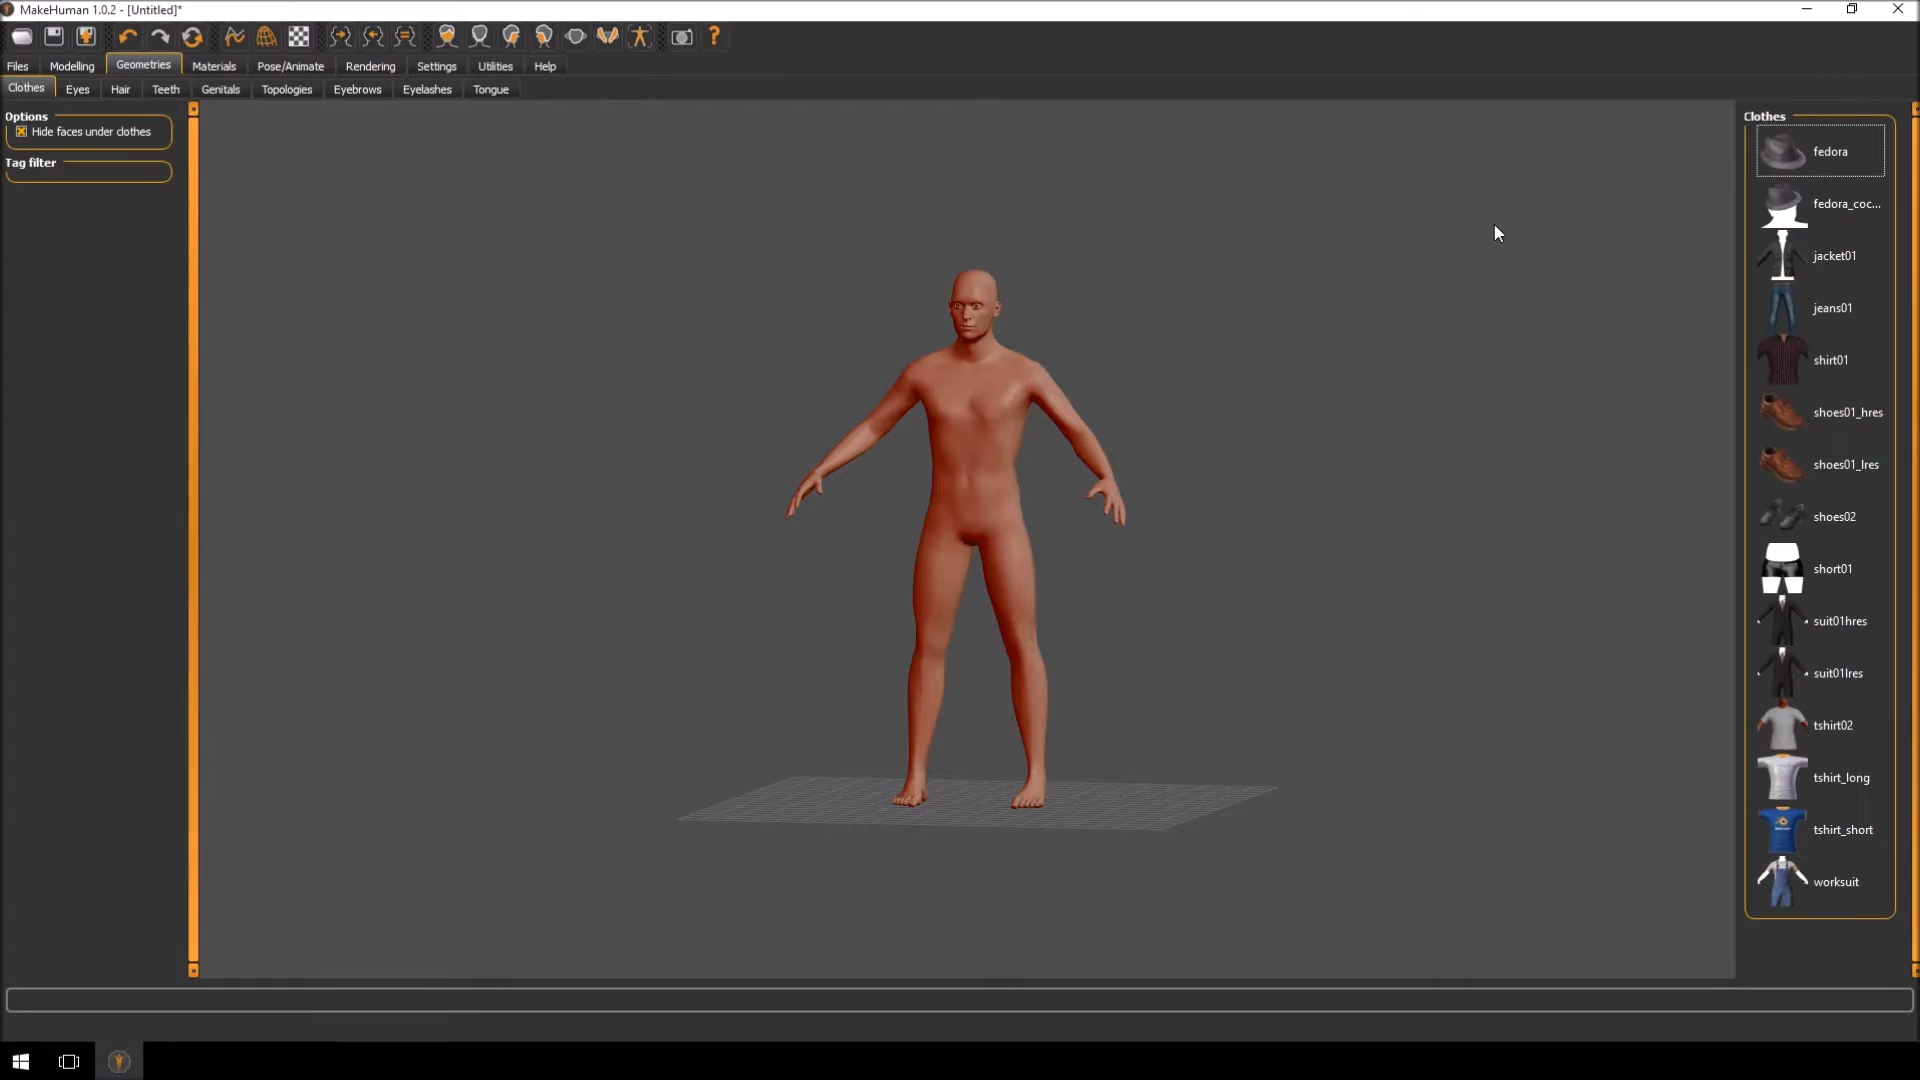 MakeHuman 1.0.2 - [Untitled]*
Files Modelling Geometries Materials Pose/Animate Rendering Settings Utilities Help
Clothes Eyes Hair Teeth Genitals Topologies Eyebrows Eyelashes Tongue
Options
Hide faces under clothes
Tag filter
Clothes
fedora
fedora_coc...
jacket01
jeans01
shirt01
shoes01_hres
shoes01_lres
shoes02
short01
suit01hres
suit01lres
tshirt02
tshirt_long
tshirt_short
worksuit